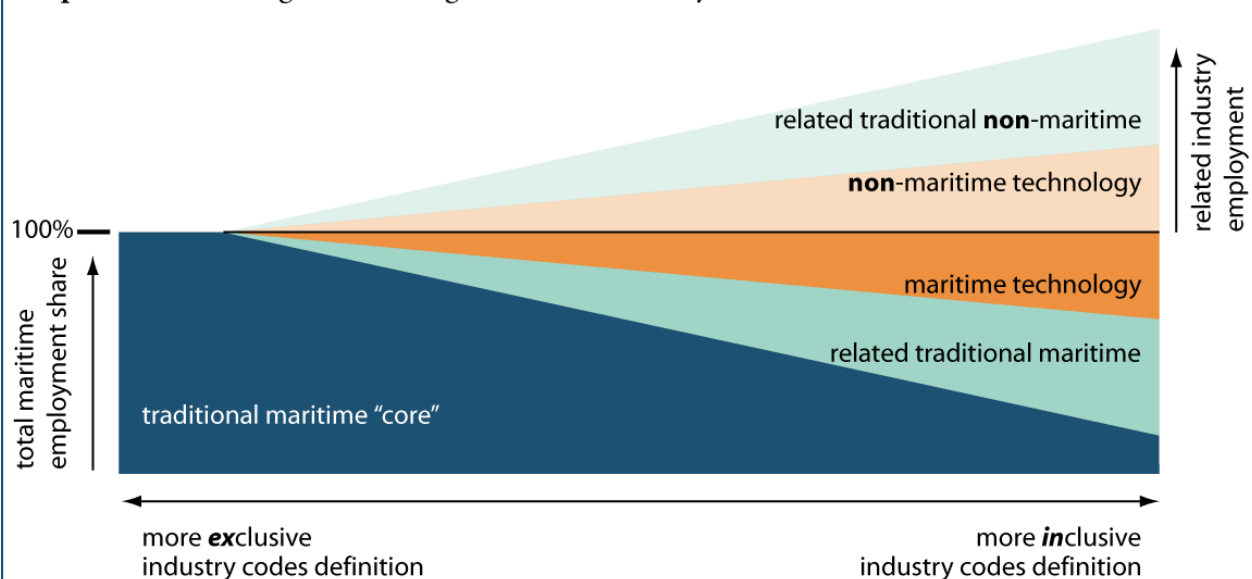 related traditional non-maritime
non-maritime technology
related industry
employment
100%
maritime technology
related traditional maritime
total maritime
employment share
traditional maritime “core”
more exclusive
industry codes definition
more inclusive
industry codes definition